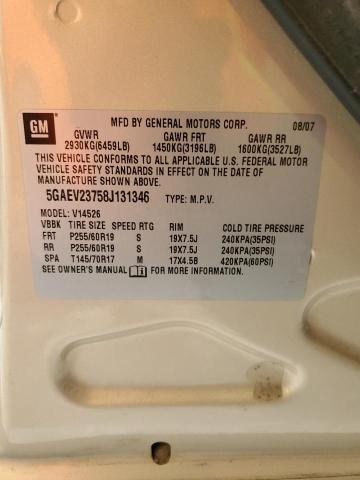 MFD BY GENERAL MOTORS CORP. 08/07
GM GVWR GAWR FRT GAWR RR
2930KG(6459LB) 1450KG(3196LB) 1600KG(3527LB)
THIS VEHICLE CONFORMS TO ALL APPLICABLE U.S. FEDERAL MOTOR
VEHICLE SAFETY STANDARDS IN EFFECT ON THE DATE OF
MANUFACTURE SHOWN ABOVE.
5GAEV23758J131346 TYPE: M.P.V.
MODEL: V14526
VBBK TIRE SIZE SPEED RTG RIM COLD TIRE PRESSURE
FRT P255/60R19 S 19X7.5J 240KPA(35PSI)
RR P255/60R19 S 19X7.5J 240KPA(35PSI)
SPA T145/70R17 M 17X4.5B 420KPA(60PSI)
SEE OWNER'S MANUAL FOR MORE INFORMATION